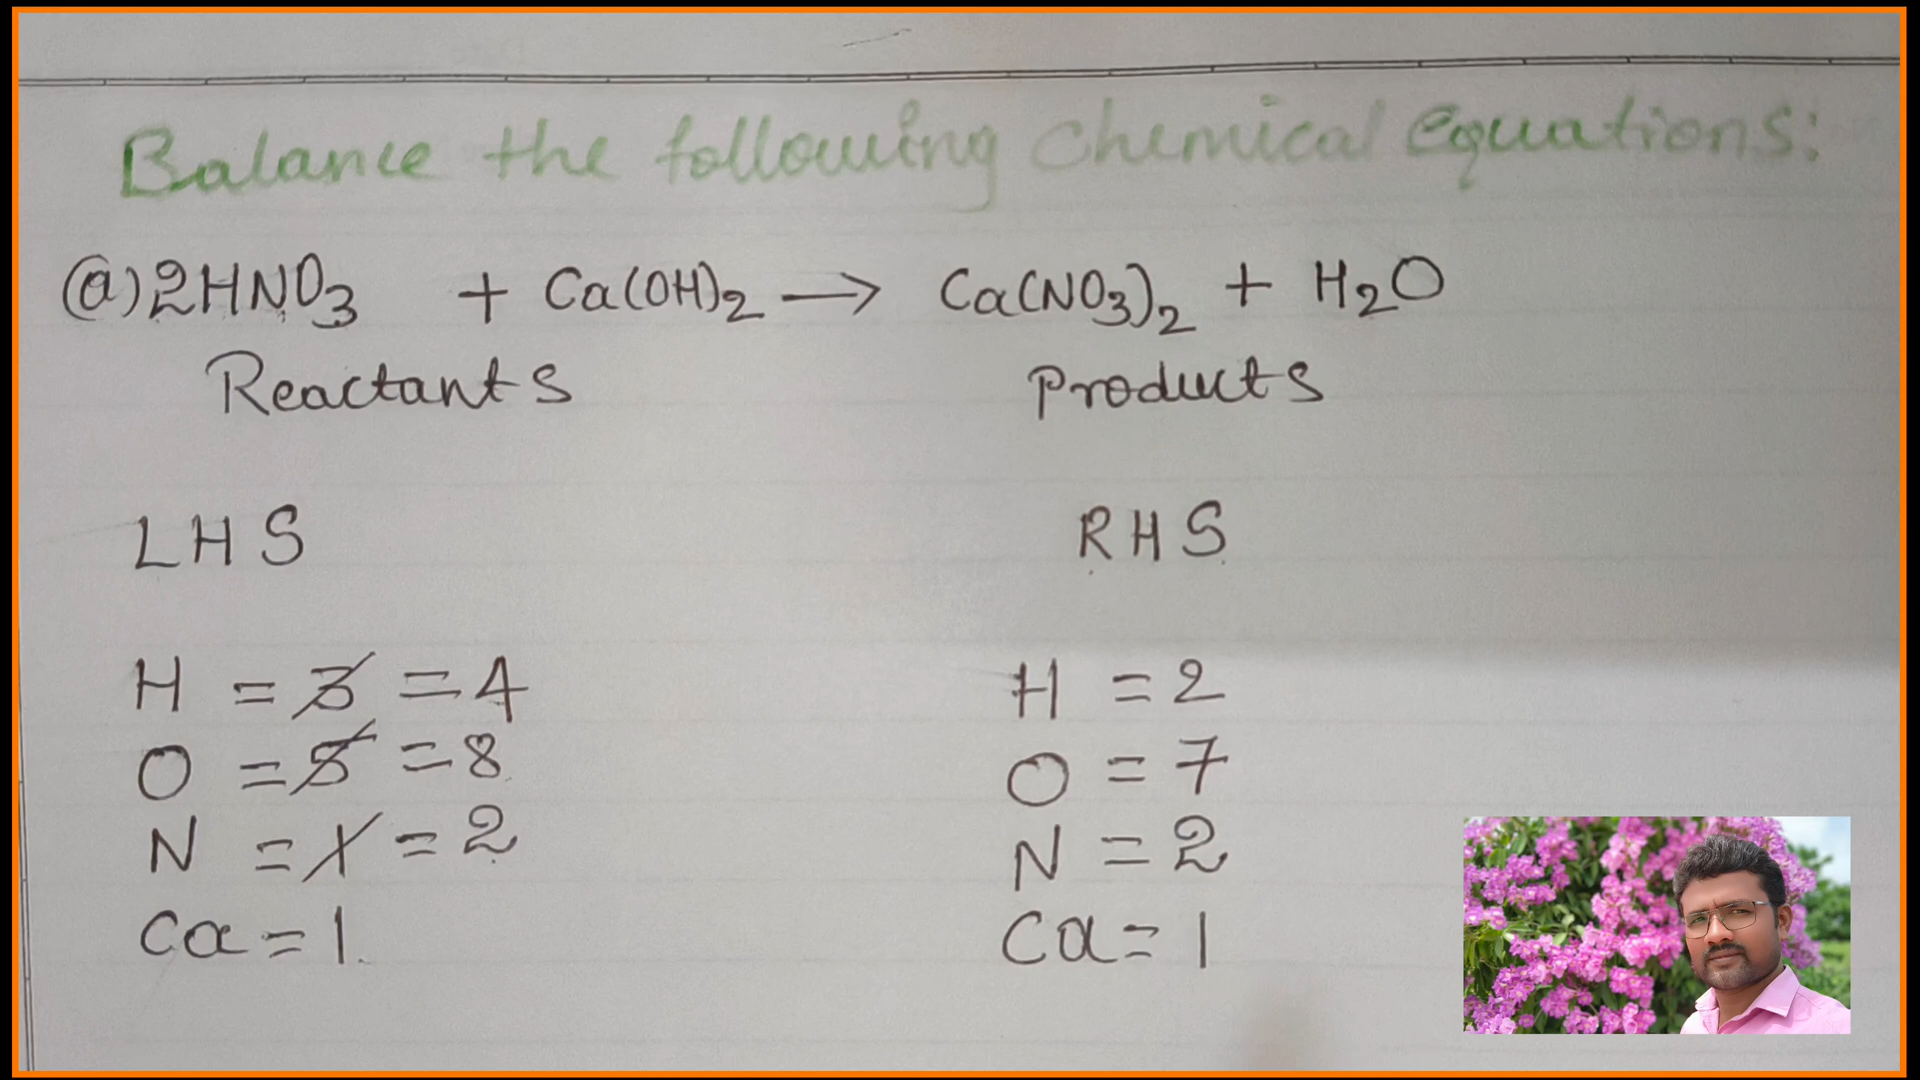 Balance the following Chemical equations:
(a) 2HNO₃ + Ca(OH)₂ → Ca(NO₃)₂ + H₂O
Reactants Products
LHS RHS
H = 3 = 4 H = 2
O = 5 = 8 O = 7
N = 1 = 2 N = 2
Ca = 1 Ca = 1